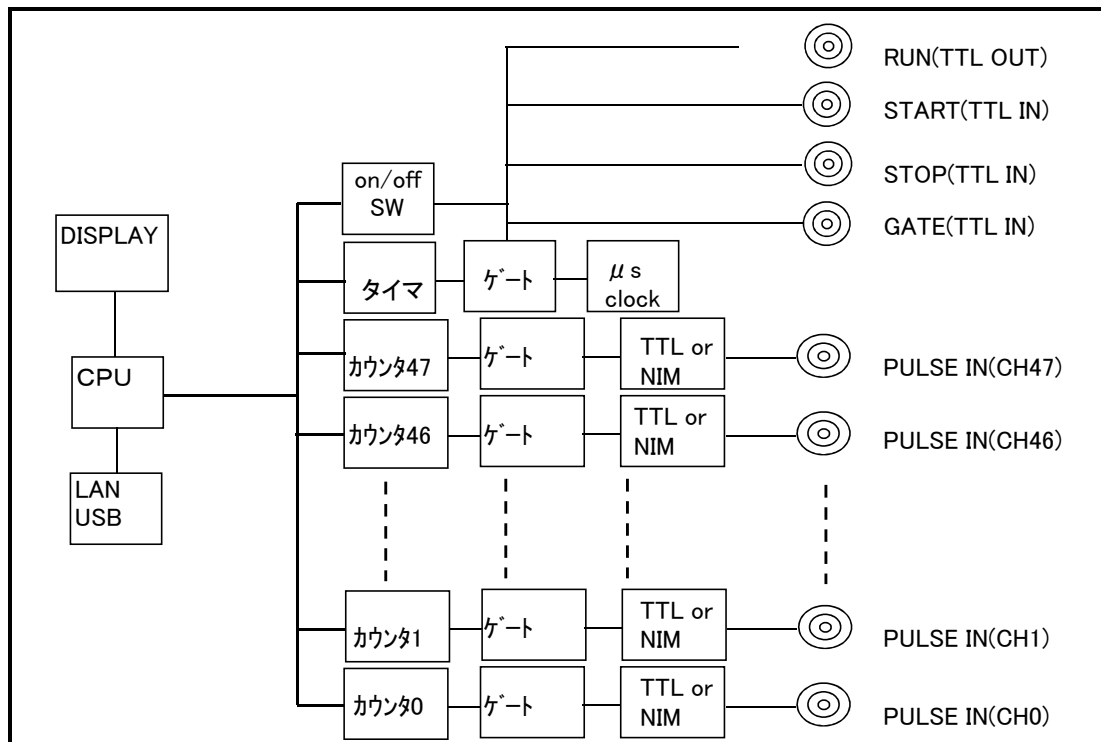 RUN(TTL OUT)
START(TTL IN)
on/off
SW
STOP(TTL IN)
GATE(TTL IN)
DISPLAY
タイマ
ｹﾞｰﾄ
μs
clock
CPU
ｶｳﾝﾀ47
ｹﾞｰﾄ
TTL or
NIM
PULSE IN(CH47)
ｶｳﾝﾀ46
ｹﾞｰﾄ
TTL or
NIM
PULSE IN(CH46)
LAN
USB
ｶｳﾝﾀ1
ｹﾞｰﾄ
TTL or
NIM
PULSE IN(CH1)
ｶｳﾝﾀ0
ｹﾞｰﾄ
TTL or
NIM
PULSE IN(CH0)